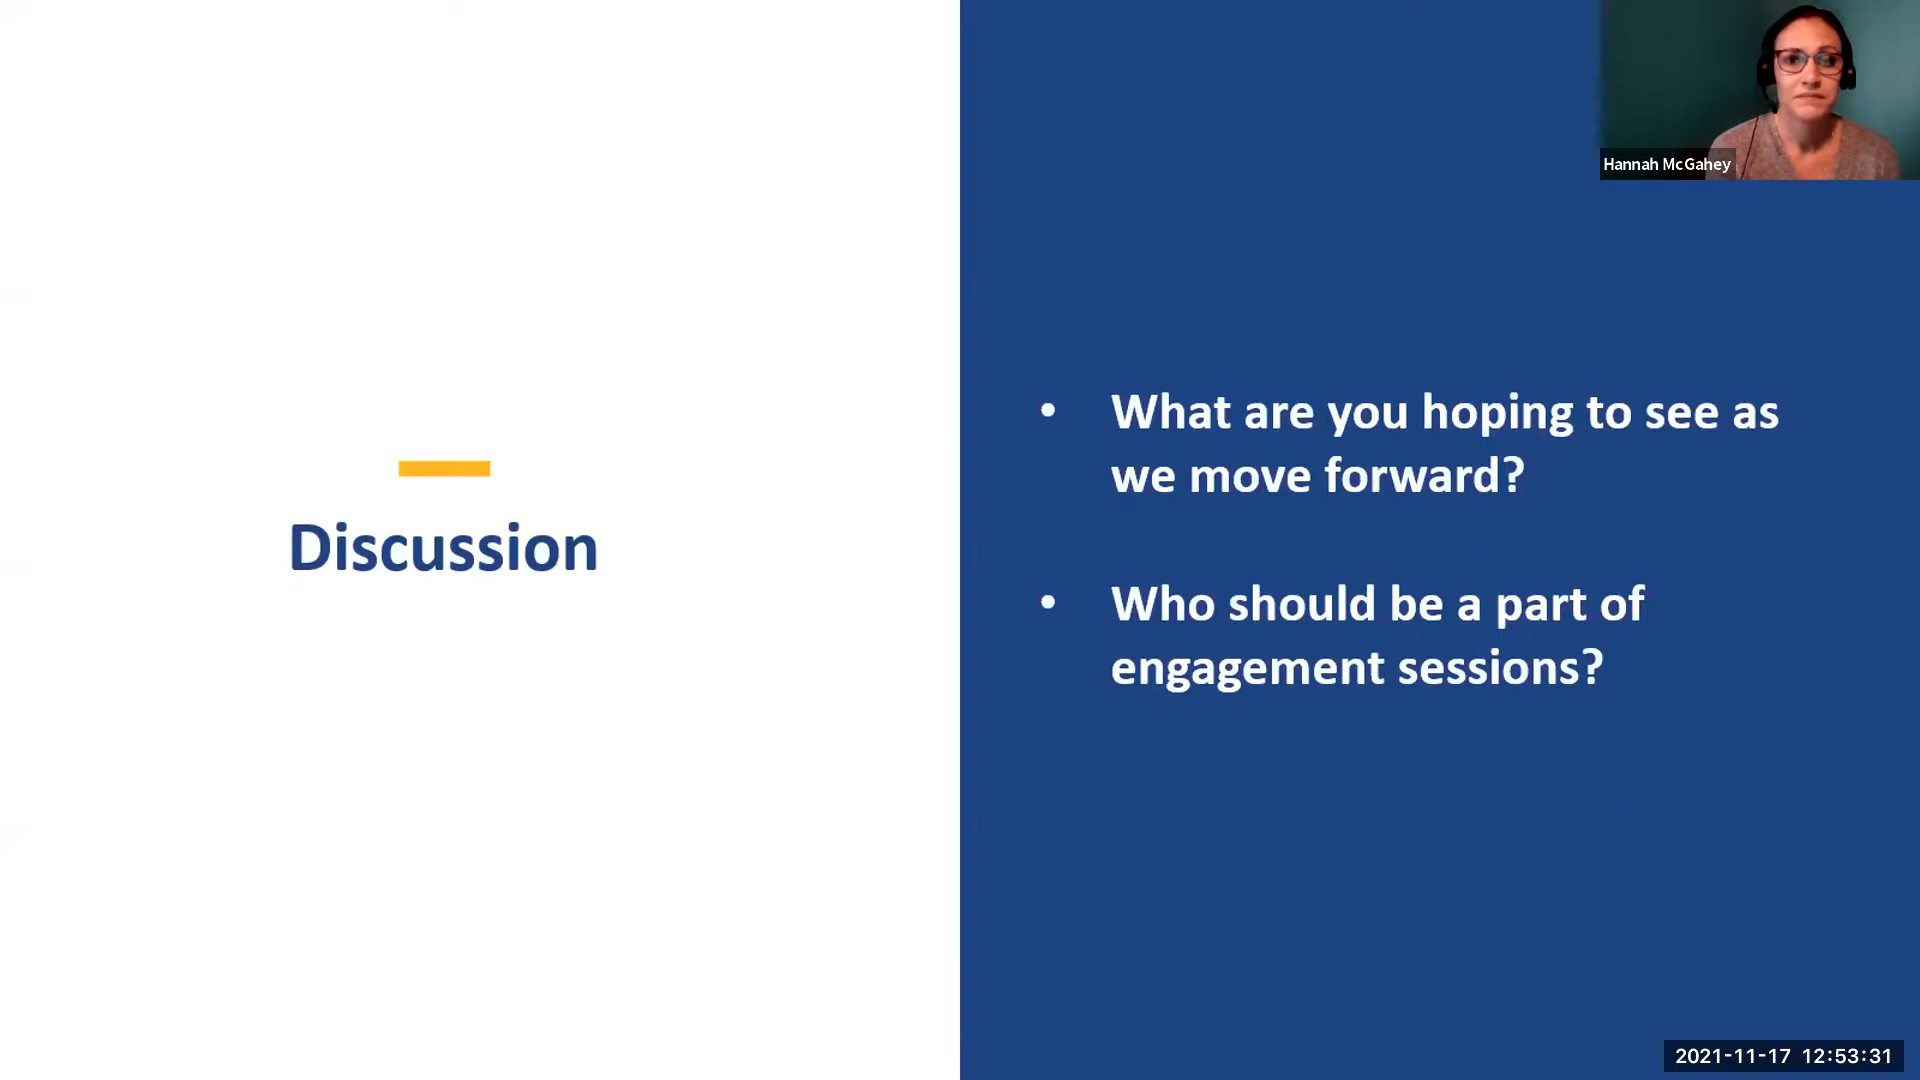 Hannah McGahey
Discussion
• What are you hoping to see as
we move forward?
• Who should be a part of
engagement sessions?
2021-11-17 12:53:31